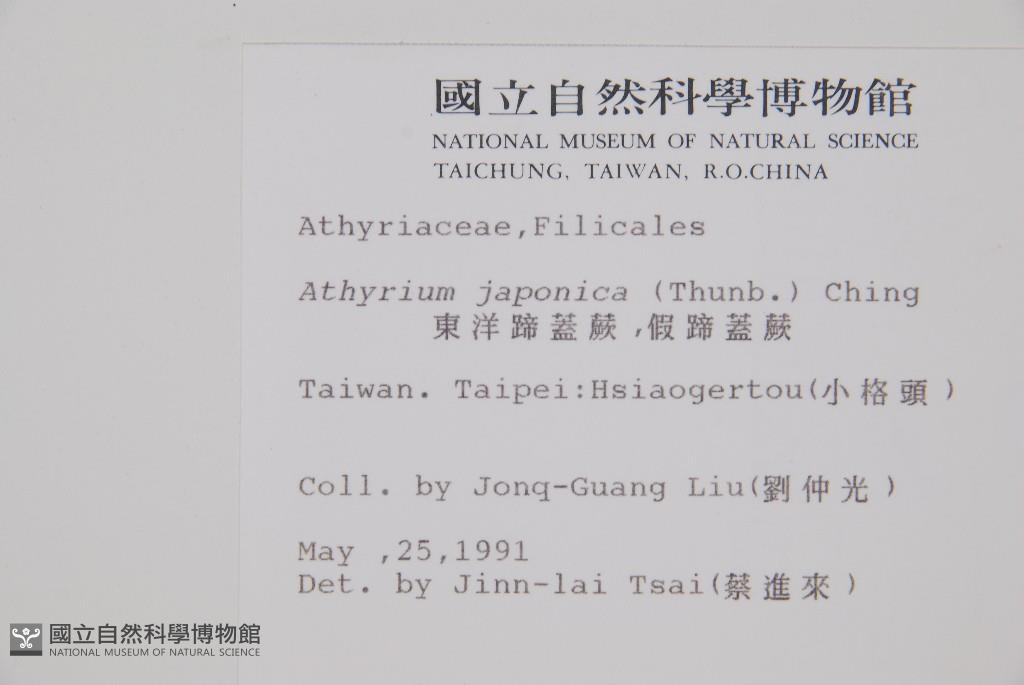 國立自然科學博物館
NATIONAL MUSEUM OF NATURAL SCIENCE
TAICHUNG, TAIWAN, R.O.CHINA
Athyriaceae,Filicales
Athyrium japonica (Thunb.) Ching
東洋蹄蓋蕨,假蹄蓋蕨
Taiwan. Taipei:Hsiaogertou(小格頭)
Coll. by Jonq-Guang Liu(劉仲光)
May ,25,1991
Det. by Jinn-lai Tsai(蔡進來)
國立自然科學博物館
NATIONAL MUSEUM OF NATURAL SCIENCE